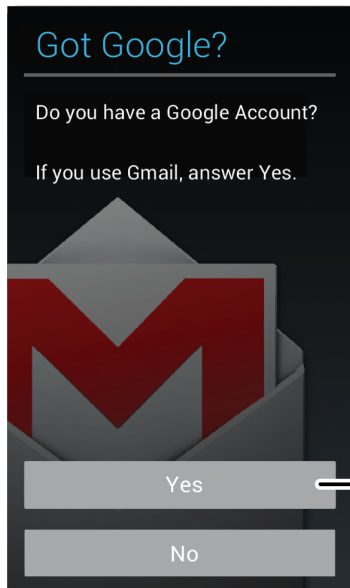 Got Google?
Do you have a Google Account?
If you use Gmail, answer Yes.
Yes
No